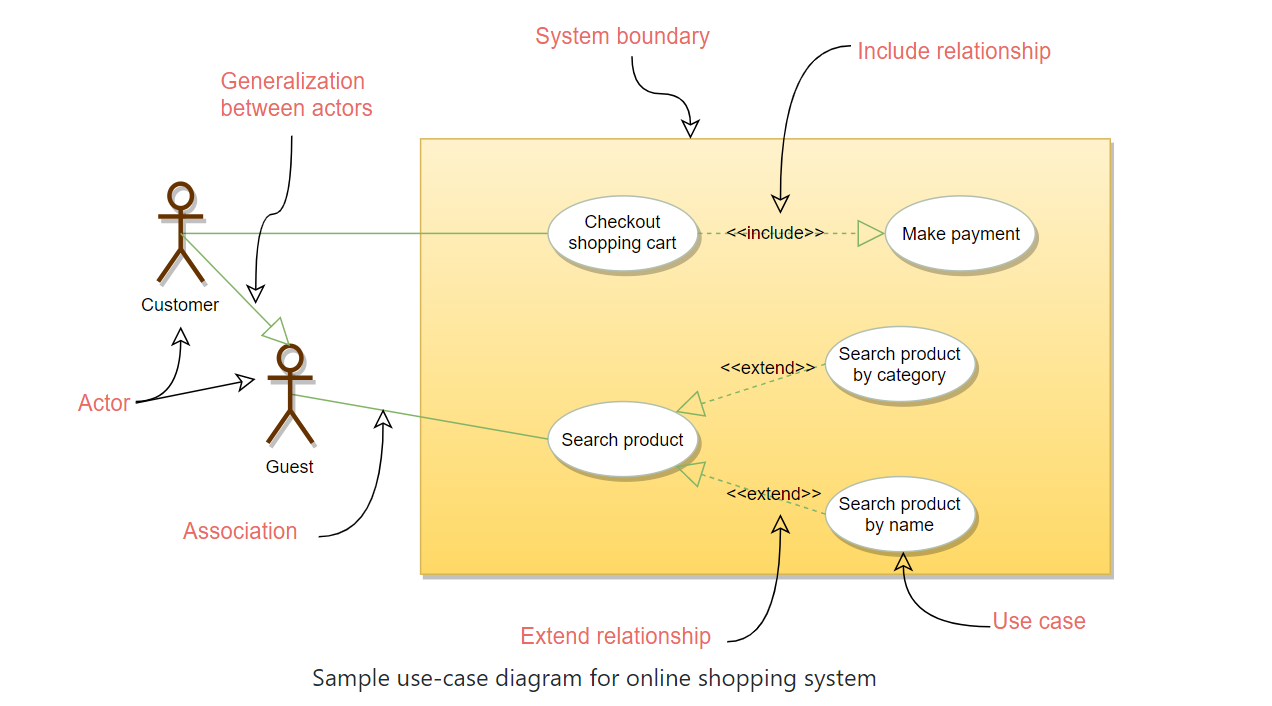 System boundary
Include relationship
Generalization
between actors
Checkout
shopping cart
<<include>>
Make payment
Customer
Search product
by category
<<extend>>
Actor
Search product
Guest
<<extend>>
Search product
by name
Association
Use case
Extend relationship
Sample use-case diagram for online shopping system